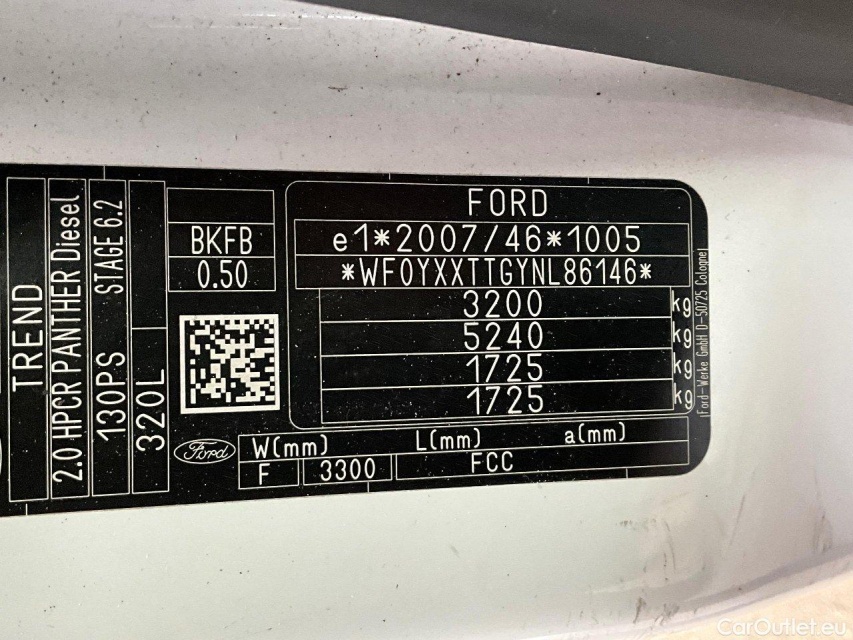 TREND
2.0 HPCR PANTHER Diesel
130PS STAGE 6.2
320L
BKFB
0.50
FORD
e1*2007/46*1005
*WF0YXXTTGYNL86146*
3200 kg
5240 kg
1725 kg
1725 kg
(Ford-Werke GmbH D-50725 Cologne)
Ford
W(mm) L(mm) a(mm)
F 3300 FCC
CarOutlet.eu